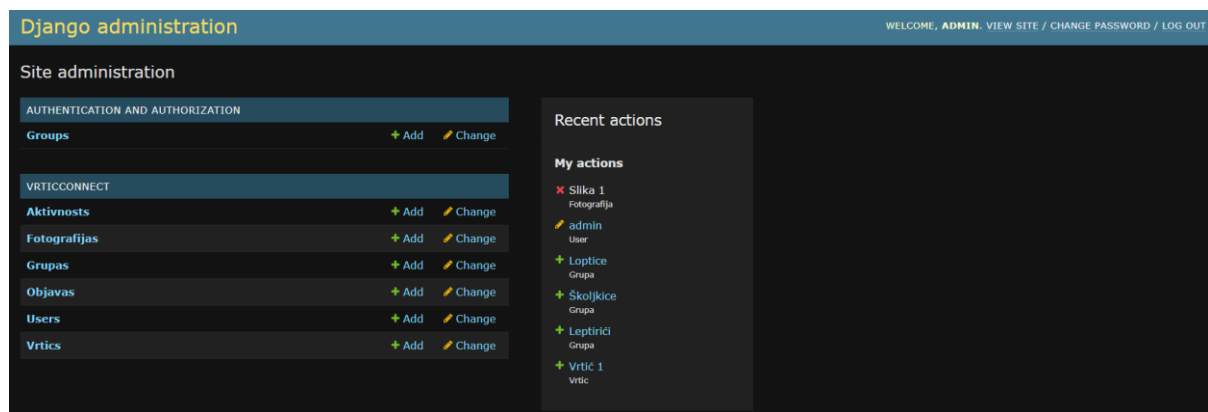 Django administration
WELCOME, ADMIN. VIEW SITE / CHANGE PASSWORD / LOG OUT
Site administration
AUTHENTICATION AND AUTHORIZATION
Groups + Add Change
VRTICCONNECT
Aktivnosts + Add Change
Fotografijas + Add Change
Grupas + Add Change
Objavas + Add Change
Users + Add Change
Vrtics + Add Change
Recent actions
My actions
Slika 1
Fotografija
admin
User
+ Loptice
Grupa
+ Školjkice
Grupa
+ Leptirići
Grupa
+ Vrtić 1
Vrtic